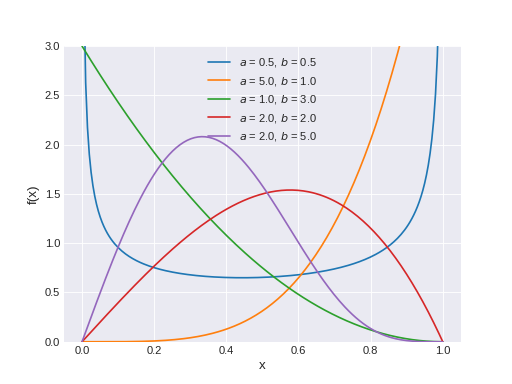 3.0
2.5
2.0
1.5
1.0
0.5
0.0
f(x)
a = 0.5, b = 0.5
a = 5.0, b = 1.0
a = 1.0, b = 3.0
a = 2.0, b = 2.0
a = 2.0, b = 5.0
0.0 0.2 0.4 0.6 0.8 1.0
x